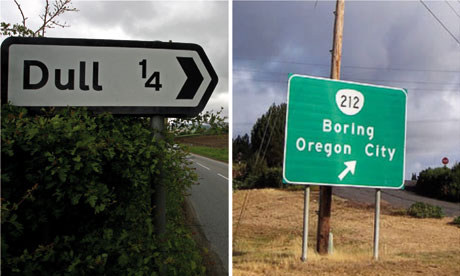 Dull 1/4
212
Boring
Oregon City